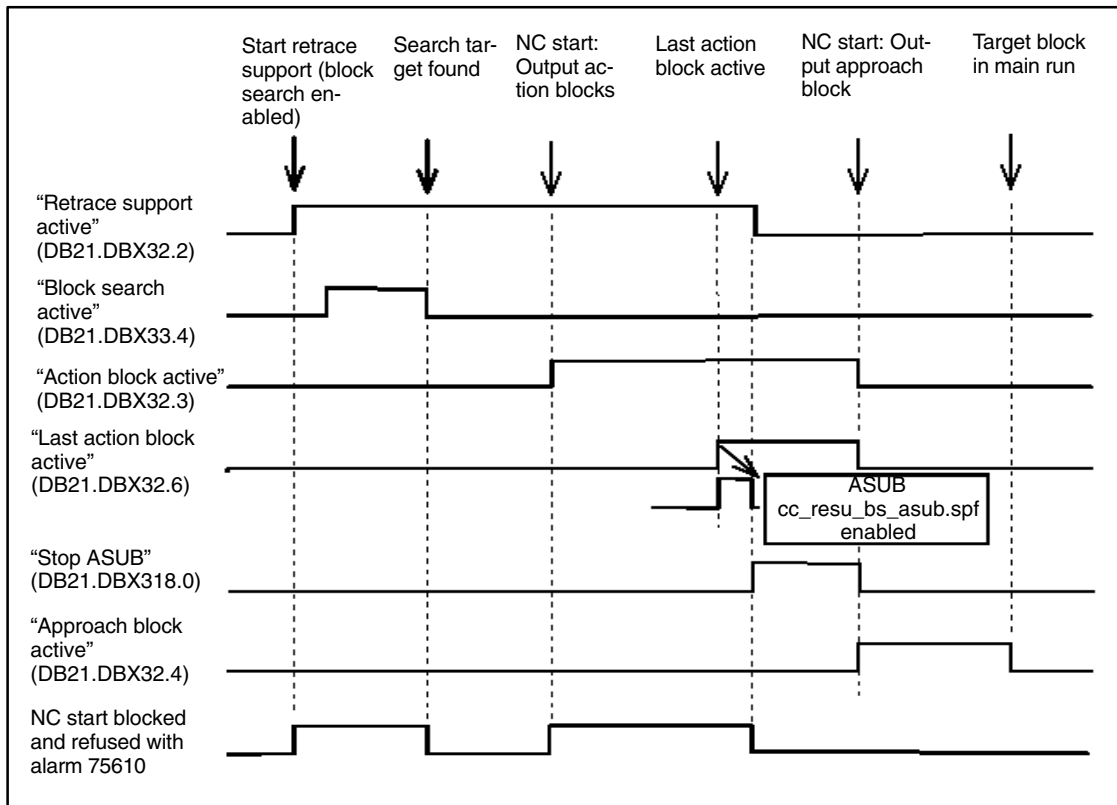 Start retrace
support (block
search en-
abled)
Search tar-
get found
NC start:
Output ac-
tion blocks
Last action
block active
NC start: Out-
put approach
block
Target block
in main run
“Retrace support
active”
(DB21.DBX32.2)
“Block search
active”
(DB21.DBX33.4)
“Action block active”
(DB21.DBX32.3)
“Last action block
active”
(DB21.DBX32.6)
ASUB
cc_resu_bs_asub.spf
enabled
“Stop ASUB”
(DB21.DBX318.0)
“Approach block
active”
(DB21.DBX32.4)
NC start blocked
and refused with
alarm 75610